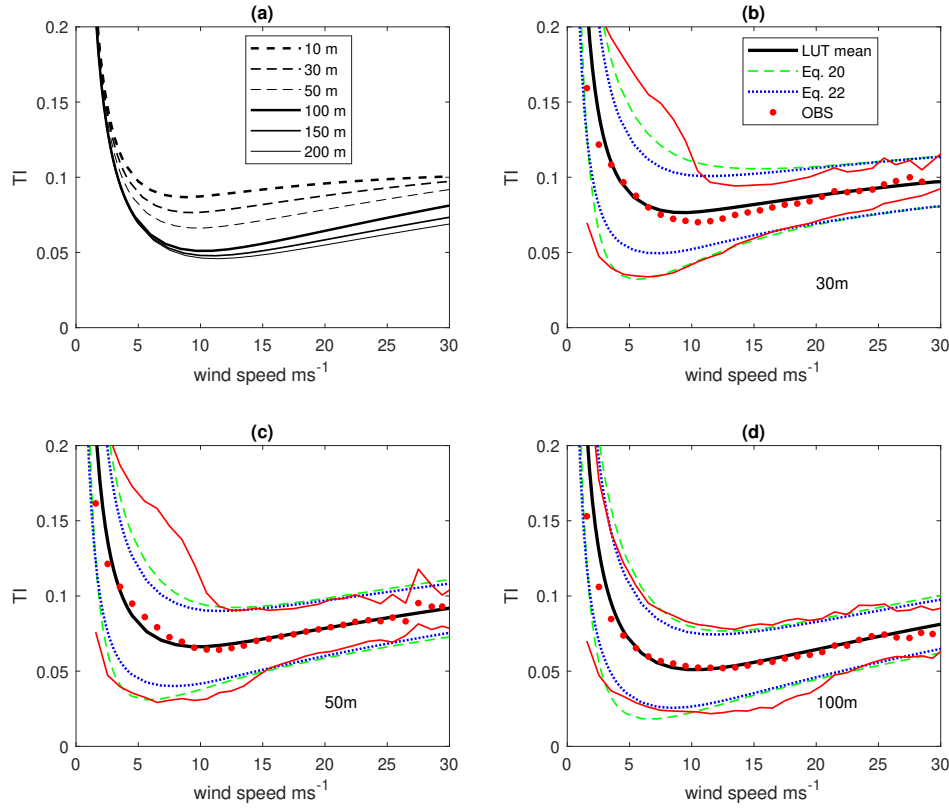 (a)
0.2
0.15
0.1
0.05
0
TI
0 5 10 15 20 25 30
wind speed ms⁻¹
10 m
30 m
50 m
100 m
150 m
200 m
(b)
0.2
0.15
0.1
0.05
0
TI
0 5 10 15 20 25 30
wind speed ms⁻¹
LUT mean
Eq. 20
Eq. 22
OBS
30m
(c)
0.2
0.15
0.1
0.05
0
TI
0 5 10 15 20 25 30
wind speed ms⁻¹
50m
(d)
0.2
0.15
0.1
0.05
0
TI
0 5 10 15 20 25 30
wind speed ms⁻¹
100m